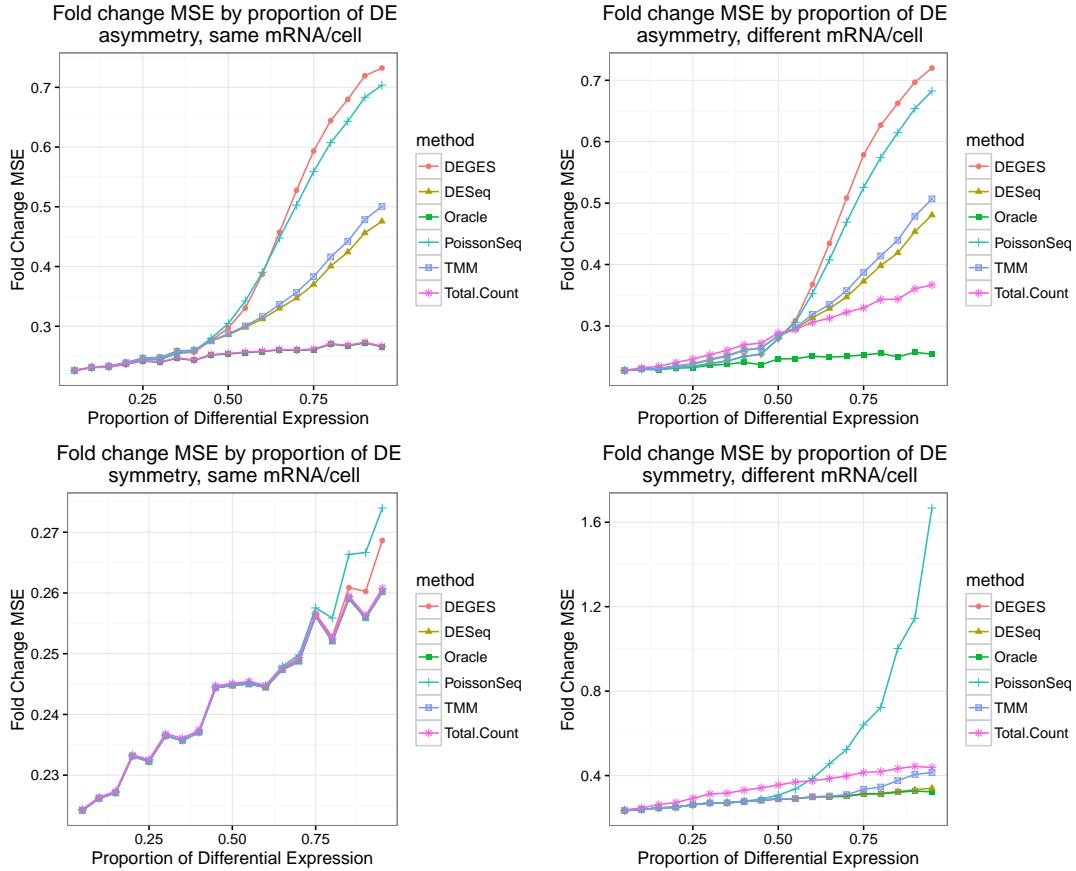 Fold change MSE by proportion of DE
asymmetry, same mRNA/cell
Fold Change MSE
0.7
0.6
0.5
0.4
0.3
0.25
0.50
0.75
Proportion of Differential Expression
method
DEGES
DESeq
Oracle
PoissonSeq
TMM
Total.Count
Fold change MSE by proportion of DE
asymmetry, different mRNA/cell
Fold Change MSE
0.7
0.6
0.5
0.4
0.3
0.25
0.50
0.75
Proportion of Differential Expression
method
DEGES
DESeq
Oracle
PoissonSeq
TMM
Total.Count
Fold change MSE by proportion of DE
symmetry, same mRNA/cell
Fold Change MSE
0.27
0.26
0.25
0.24
0.23
0.25
0.50
0.75
Proportion of Differential Expression
method
DEGES
DESeq
Oracle
PoissonSeq
TMM
Total.Count
Fold change MSE by proportion of DE
symmetry, different mRNA/cell
Fold Change MSE
1.6
1.2
0.8
0.4
0.25
0.50
0.75
Proportion of Differential Expression
method
DEGES
DESeq
Oracle
PoissonSeq
TMM
Total.Count